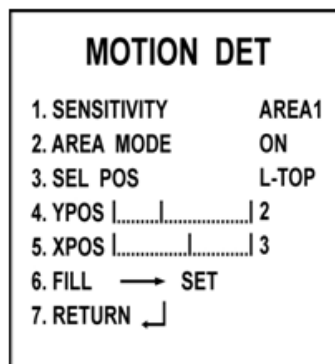 MOTION DET
1. SENSITIVITY AREA1
2. AREA MODE ON
3. SEL POS L-TOP
4. YPOS |......|............| 2
5. XPOS |..........|........| 3
6. FILL → SET
7. RETURN ↵